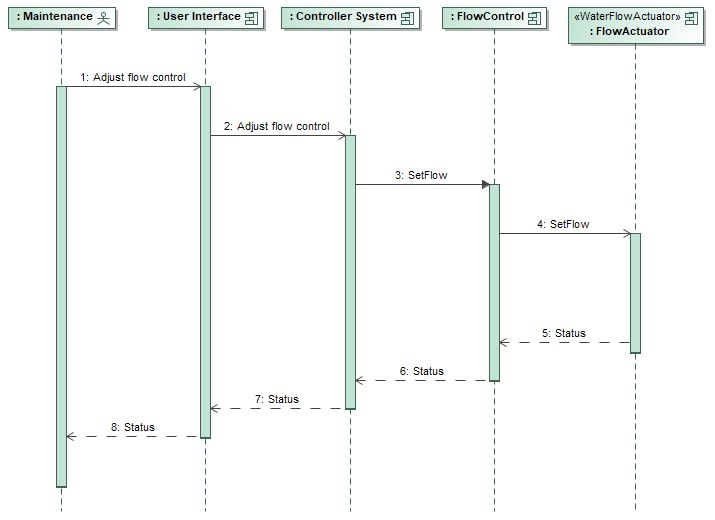 : Maintenance
: User Interface
: Controller System
: FlowControl
«WaterFlowActuator»
: FlowActuator
1: Adjust flow control
2: Adjust flow control
3: SetFlow
4: SetFlow
5: Status
6: Status
7: Status
8: Status